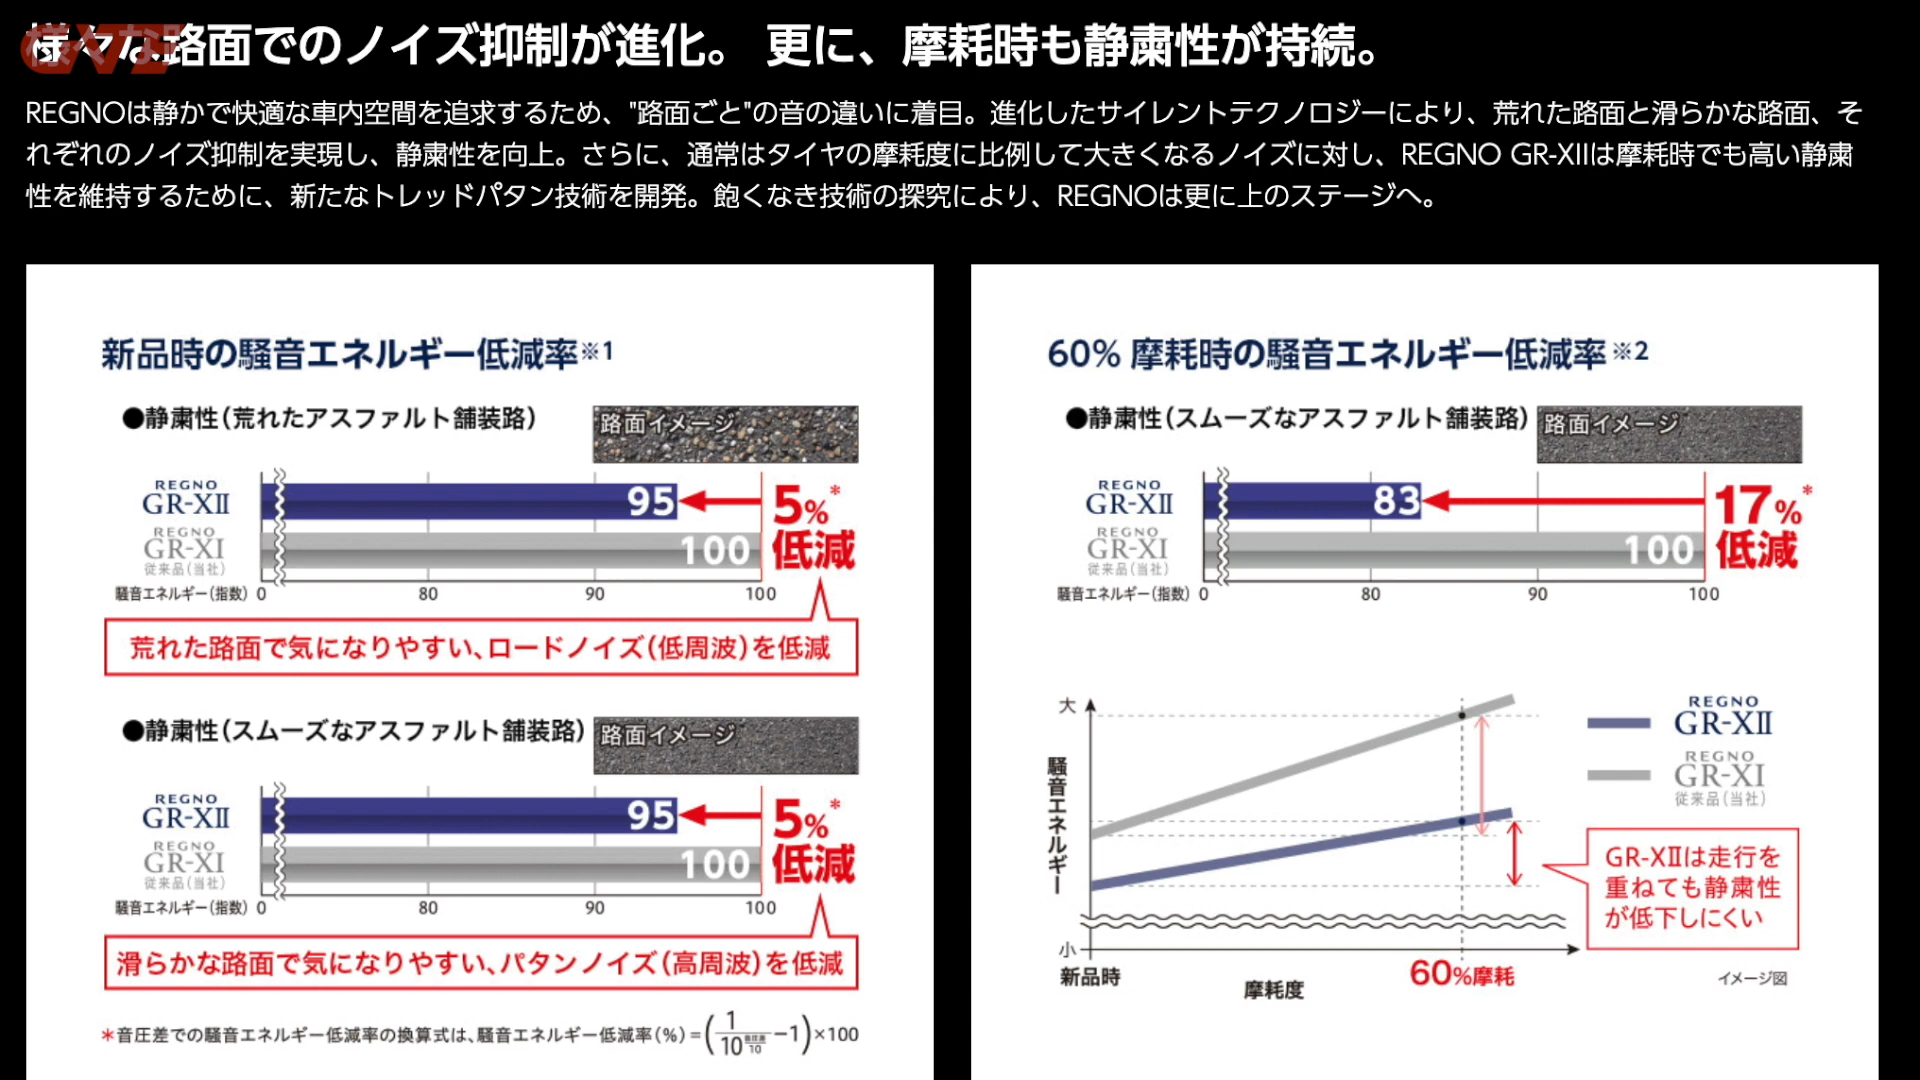 様々な路面でのノイズ抑制が進化。 更に、摩耗時も静粛性が持続。
REGNOは静かで快適な車内空間を追求するため、"路面ごと"の音の違いに着目。進化したサイレントテクノロジーにより、荒れた路面と滑らかな路面、そ
れぞれのノイズ抑制を実現し、静粛性を向上。さらに、通常はタイヤの摩耗度に比例して大きくなるノイズに対し、REGNO GR-XIIは摩耗時でも高い静粛
性を維持するために、新たなトレッドパタン技術を開発。飽くなき技術の探究により、REGNOは更に上のステージへ。
新品時の騒音エネルギー低減率※1
●静粛性(荒れたアスファルト舗装路)
路面イメージ
REGNO
GR-XII
95
5%*
低減
REGNO
GR-XI
従来品(当社)
100
騒音エネルギー(指数) 0 80 90 100
荒れた路面で気になりやすい、ロードノイズ(低周波)を低減
●静粛性(スムーズなアスファルト舗装路)
路面イメージ
REGNO
GR-XII
95
5%*
低減
REGNO
GR-XI
従来品(当社)
100
騒音エネルギー(指数) 0 80 90 100
滑らかな路面で気になりやすい、パタンノイズ(高周波)を低減
*音圧差での騒音エネルギー低減率の換算式は、騒音エネルギー低減率(%)=(1/10^(音圧差/10)−1)×100
60% 摩耗時の騒音エネルギー低減率※2
●静粛性(スムーズなアスファルト舗装路)
路面イメージ
REGNO
GR-XII
83
17%*
低減
REGNO
GR-XI
従来品(当社)
100
騒音エネルギー(指数) 0 80 90 100
大
騒音エネルギー
小
新品時
摩耗度
60%摩耗
REGNO
GR-XII
REGNO
GR-XI
従来品(当社)
GR-XIIは走行を
重ねても静粛性
が低下しにくい
イメージ図